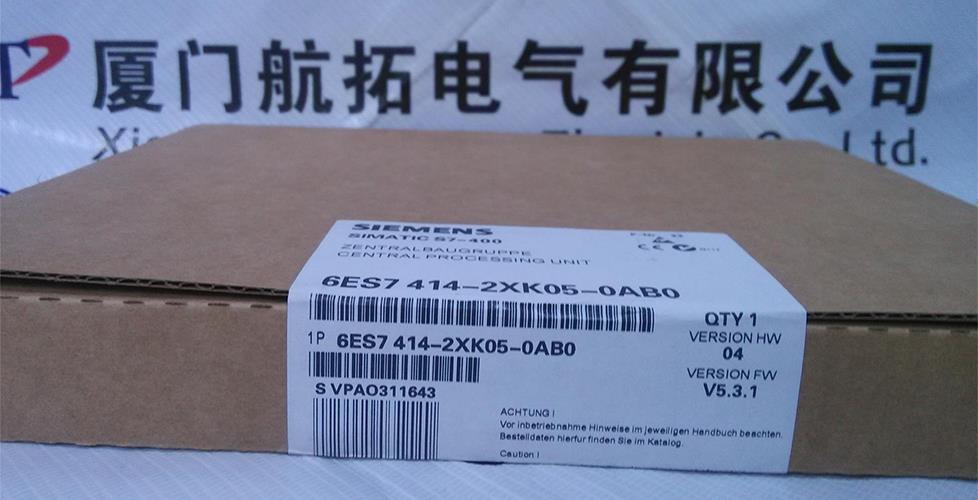 厦门航拓电气有限公司
Ltd.
SIEMENS
SIMATIC S7-400
ZENTRALBAUGRUPPE
CENTRAL PROCESSING UNIT
6ES7 414-2XK05-0AB0
1P 6ES7 414-2XK05-0AB0
S VPAO311643
QTY 1
VERSION HW
04
VERSION FW
V5.3.1
ACHTUNG !
Vor inbetriebnahme Hinweise im jeweiligen Handbuch beachten.
Bestelldaten hierfur finden Sie im Katalog.
Caution !